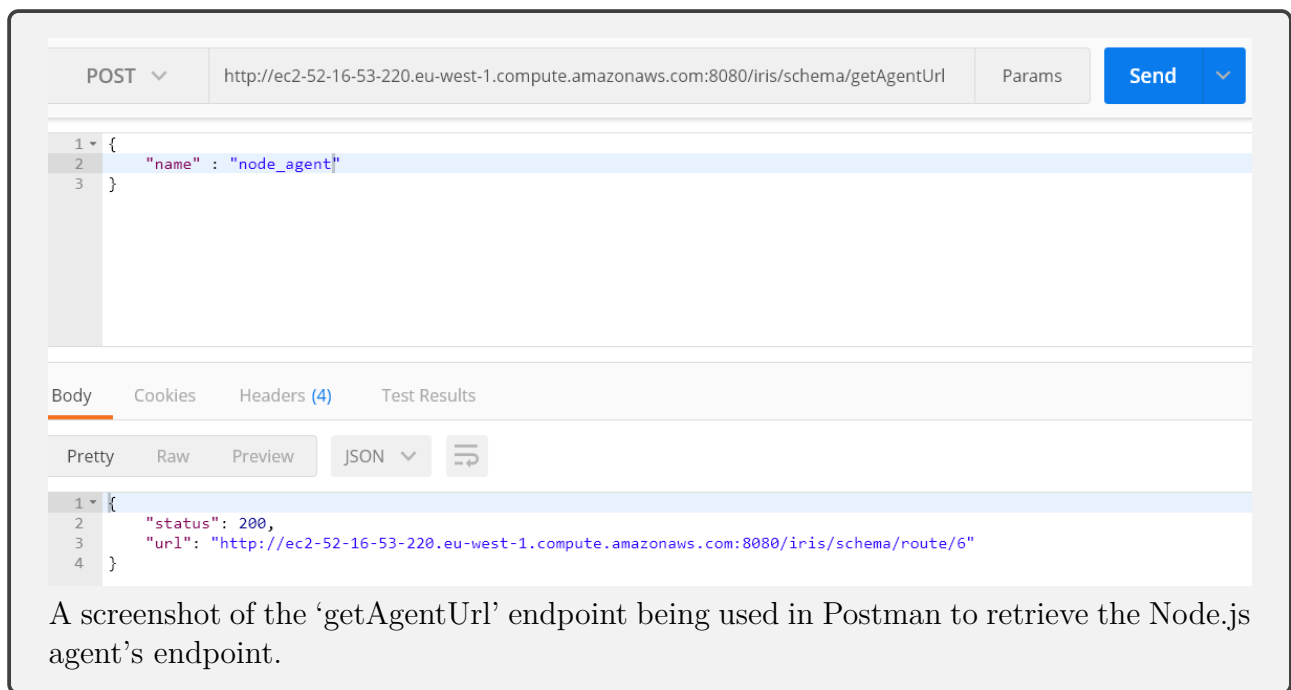 POST http://ec2-52-16-53-220.eu-west-1.compute.amazonaws.com:8080/iris/schema/getAgentUrl Params Send
1 {
2 "name" : "node_agent"
3 }
Body Cookies Headers (4) Test Results
Pretty Raw Preview JSON
1 {
2 "status": 200,
3 "url": "http://ec2-52-16-53-220.eu-west-1.compute.amazonaws.com:8080/iris/schema/route/6"
4 }
A screenshot of the ‘getAgentUrl’ endpoint being used in Postman to retrieve the Node.js
agent’s endpoint.